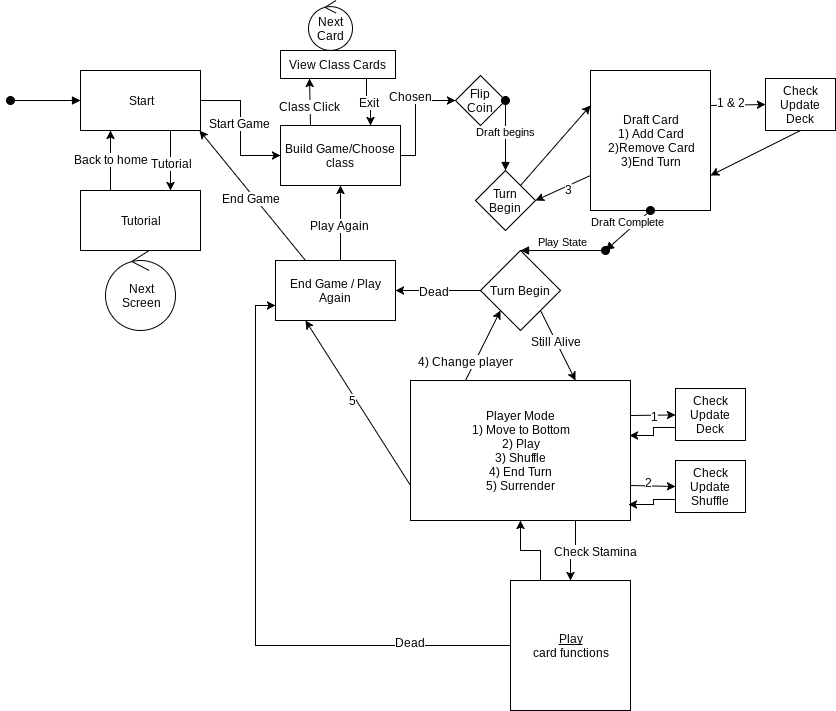 Next
Card
View Class Cards
Start
Start Game
Class Click
Exit
Chosen
Flip
Coin
Draft begins
Draft Card
1) Add Card
2)Remove Card
3)End Turn
1 & 2
Check
Update
Deck
Build Game/Choose
class
Back to home
Tutorial
Tutorial
Next
Screen
End Game
Play Again
Turn
Begin
3
Draft Complete
Play State
End Game / Play
Again
Dead
Turn Begin
Still Alive
4) Change player
5
Player Mode
1) Move to Bottom
2) Play
3) Shuffle
4) End Turn
5) Surrender
1
Check
Update
Deck
2
Check
Update
Shuffle
Check Stamina
Play
card functions
Dead